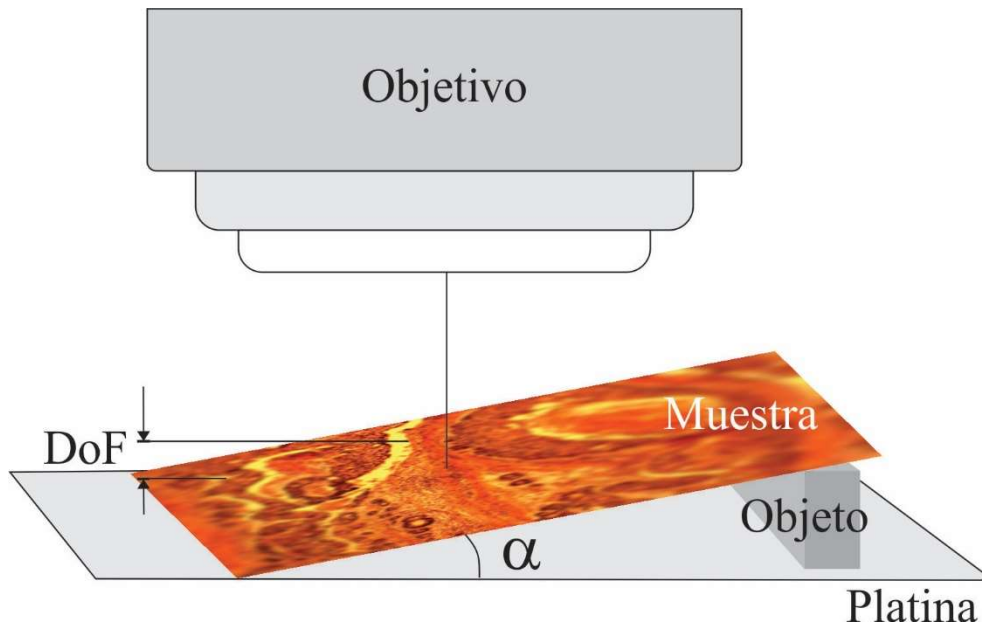 Objetivo
Muestra
DoF
Objeto
α
Platina